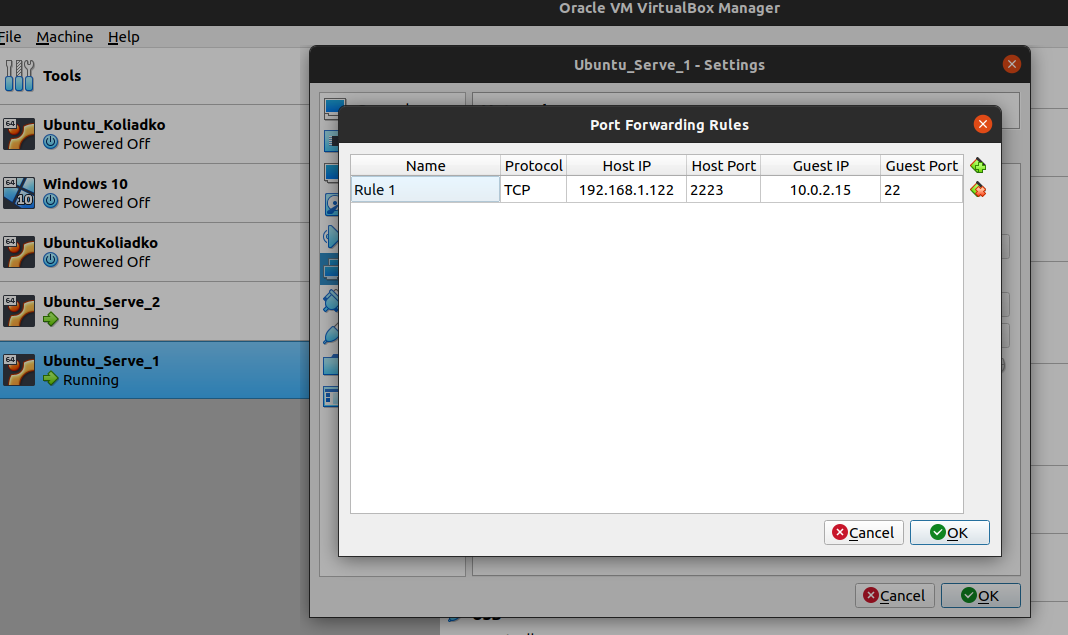 Oracle VM VirtualBox Manager
File Machine Help
Tools
Ubuntu_Koliadko
Powered Off
Windows 10
Powered Off
UbuntuKoliadko
Powered Off
Ubuntu_Serve_2
Running
Ubuntu_Serve_1
Running
Ubuntu_Serve_1 - Settings
Port Forwarding Rules
Name Protocol Host IP Host Port Guest IP Guest Port
Rule 1 TCP 192.168.1.122 2223 10.0.2.15 22
Cancel OK
Cancel OK